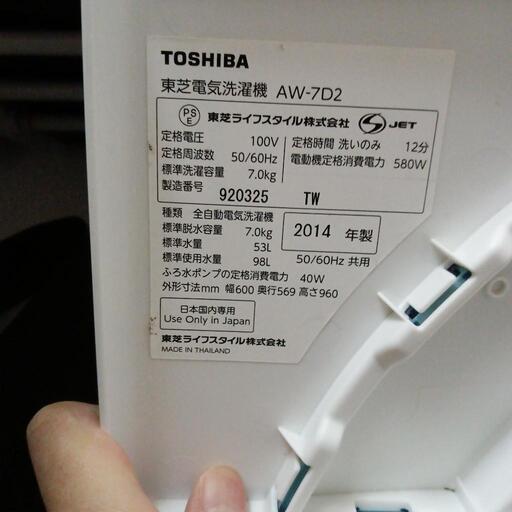 TOSHIBA
東芝電気洗濯機 AW-7D2
PS E 東芝ライフスタイル株式会社 S JET
定格電圧 100V 定格時間 洗いのみ 12分
定格周波数 50/60Hz 電動機定格消費電力 580W
標準洗濯容量 7.0kg
製造番号 920325 TW
種類 全自動電気洗濯機
標準脱水容量 7.0kg 2014 年製
標準水量 53L
標準使用水量 98L 50/60Hz 共用
ふろ水ポンプの定格消費電力 40W
外形寸法mm 幅600 奥行569 高さ960
日本国内専用
Use Only in Japan
東芝ライフスタイル株式会社
MADE IN THAILAND